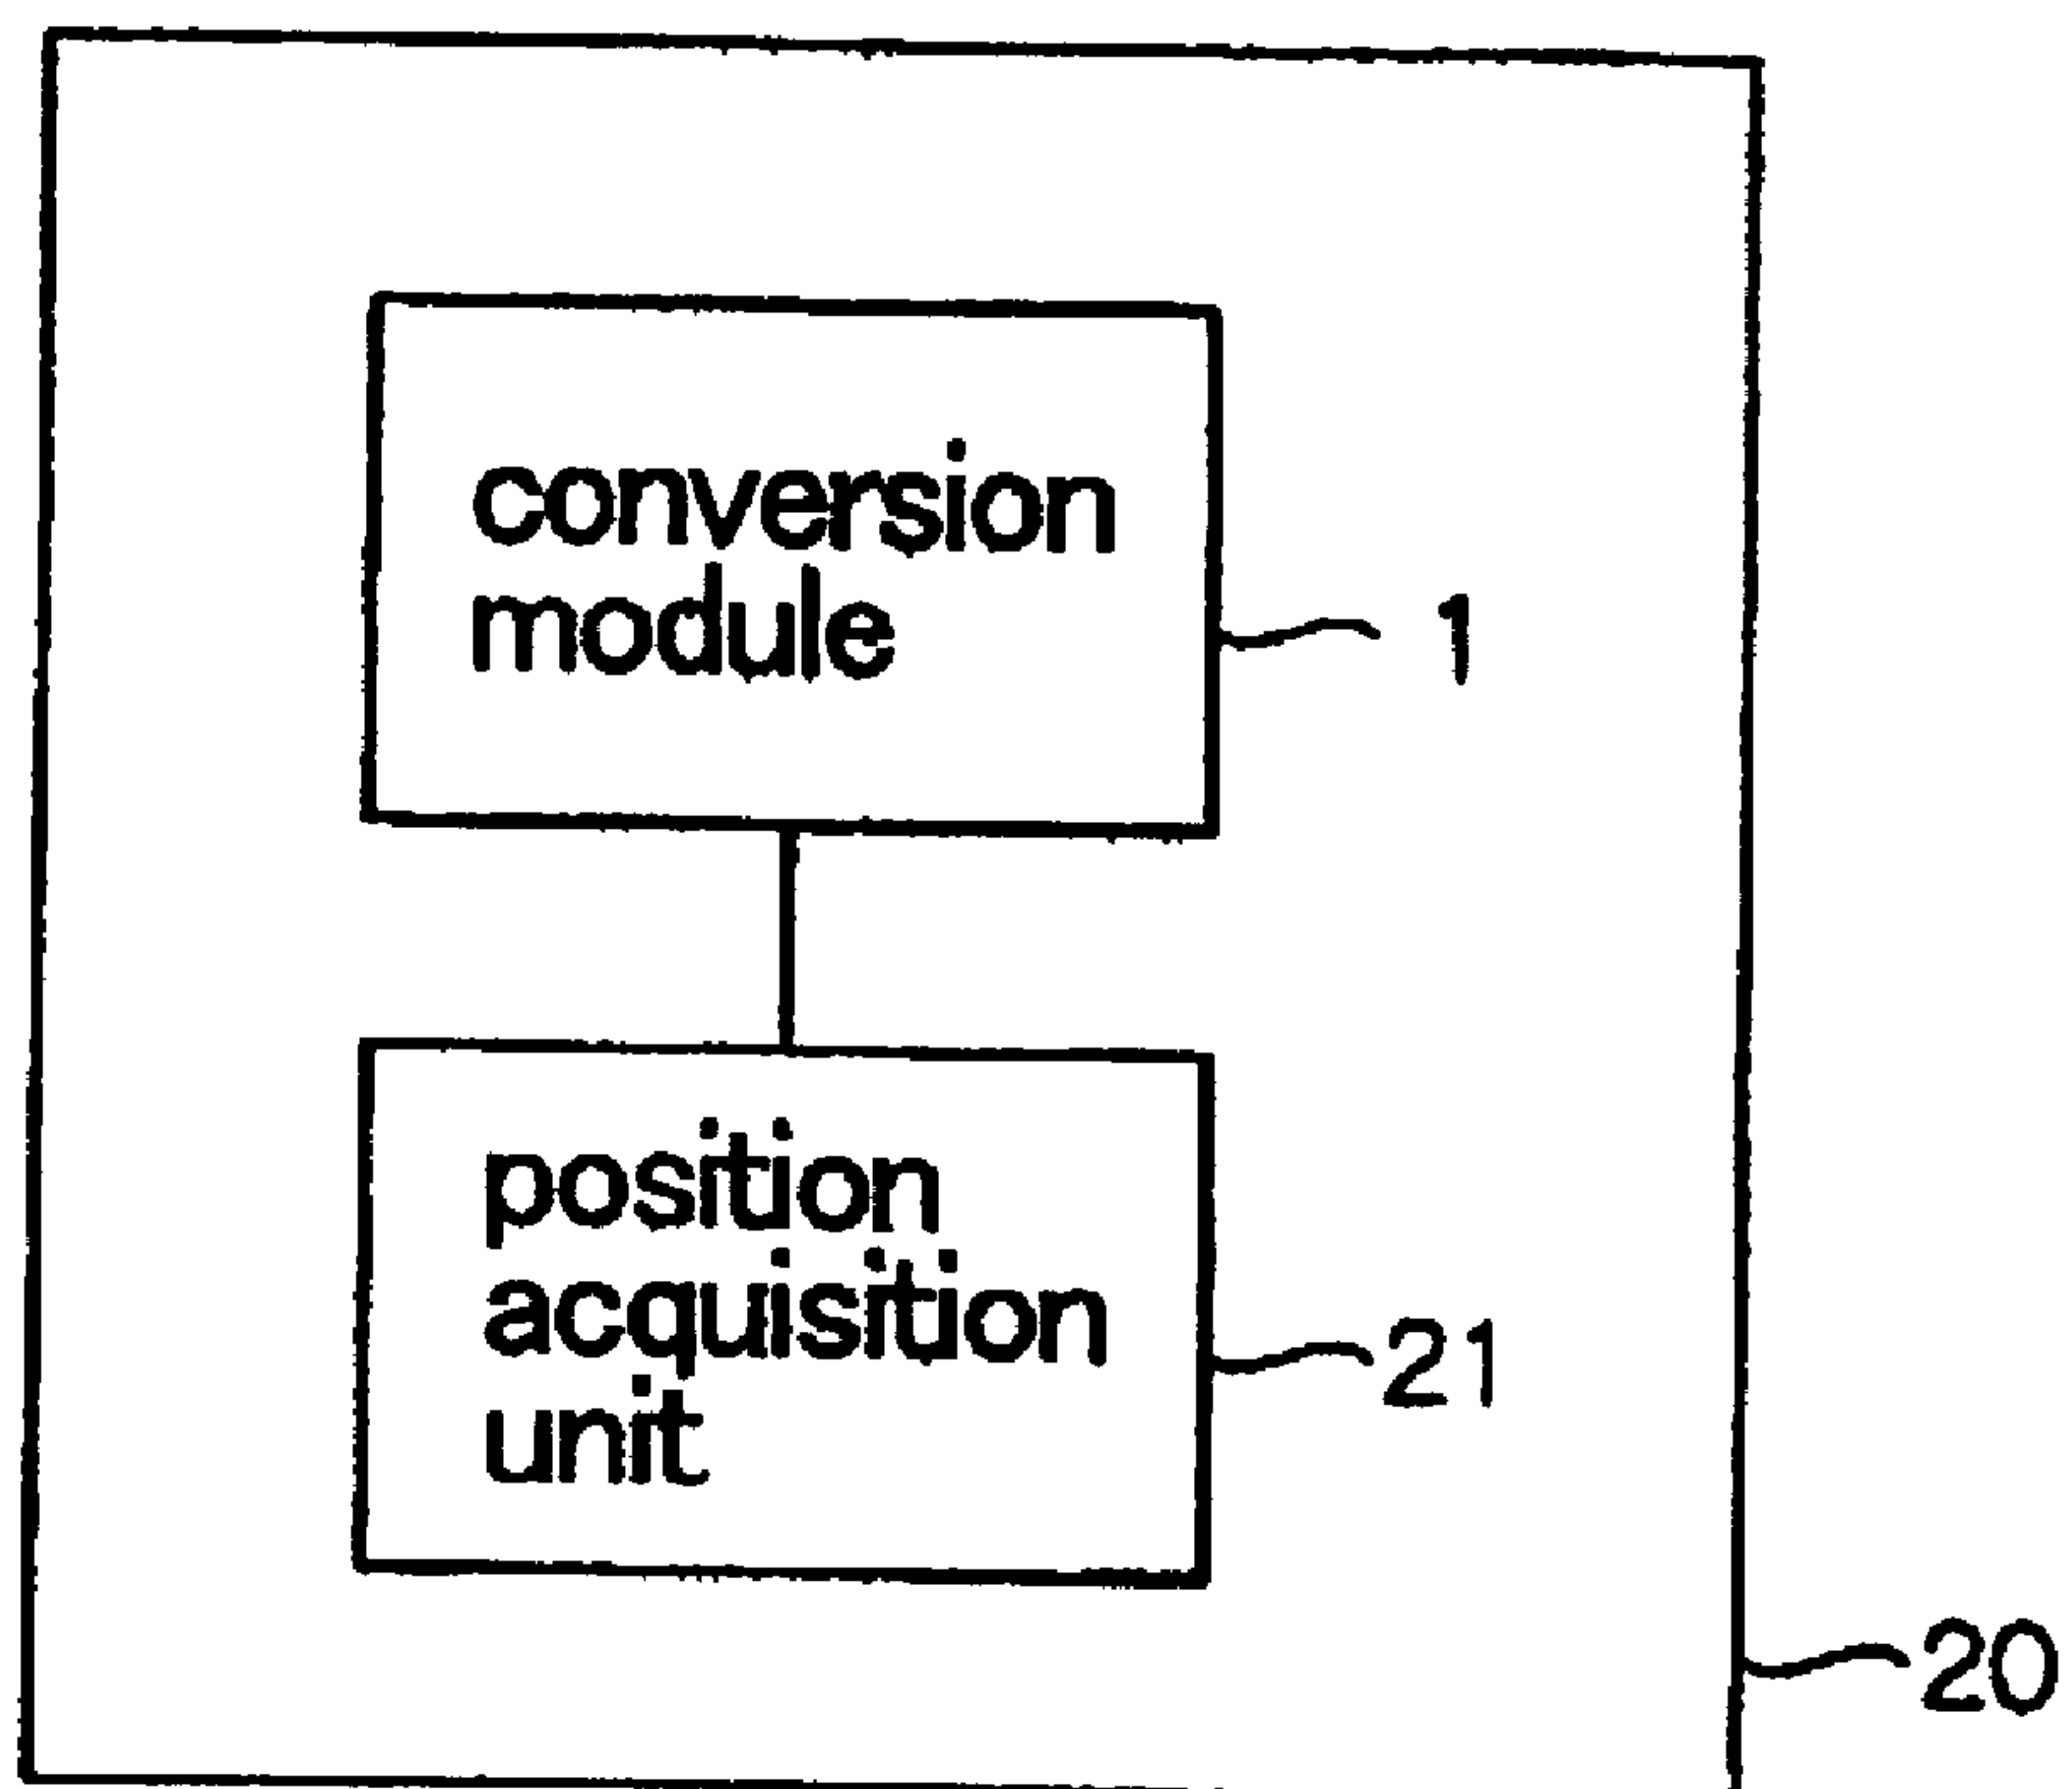 conversion
module
1
position
acquisition
unit
21
20